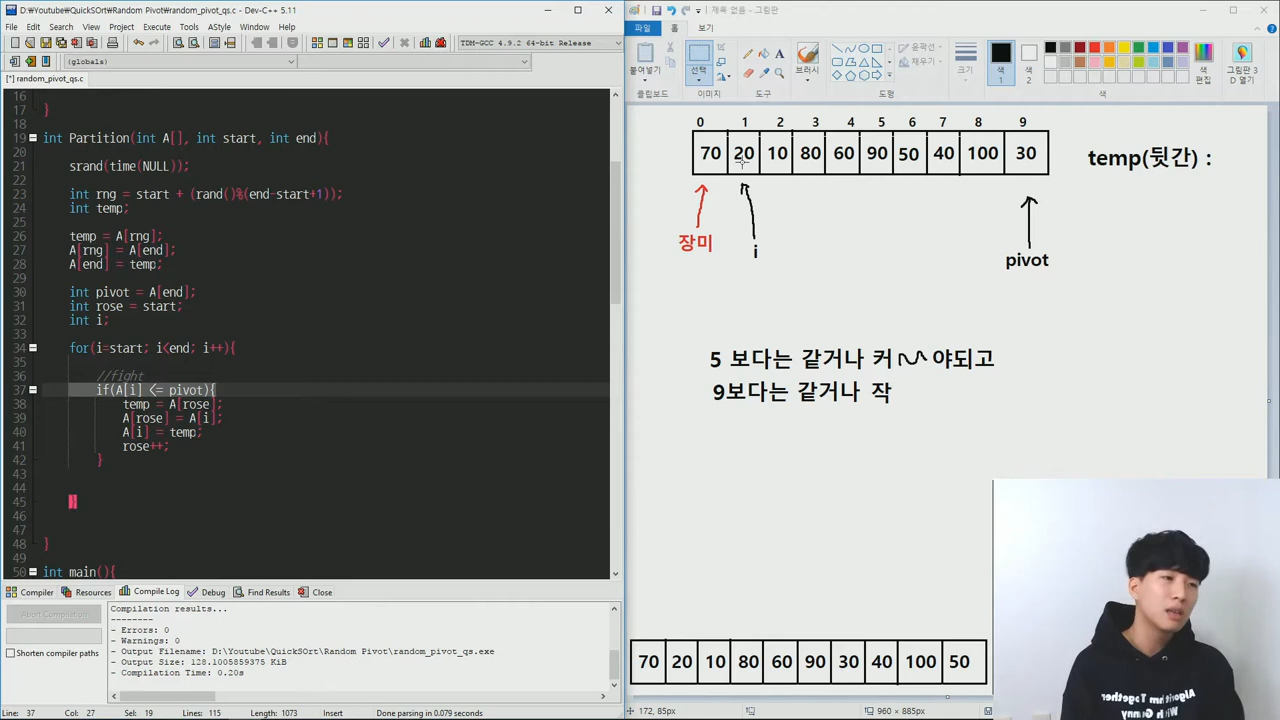 D:\Youtube\QuickSOrt\Random Pivot\random_pivot_qs.c - Dev-C++ 5.11
File Edit Search View Project Execute Tools AStyle Window Help
TDM-GCC 4.9.2 64-bit Release
(globals)
[*] random_pivot_qs.c
16
17 }
18
19 int Partition(int A[], int start, int end){
20
21 srand(time(NULL));
22
23 int rng = start + (rand()%(end-start+1));
24 int temp;
25
26 temp = A[rng];
27 A[rng] = A[end];
28 A[end] = temp;
29
30 int pivot = A[end];
31 int rose = start;
32 int i;
33
34 for(i=start; i<end; i++){
35
36 //fight
37 if(A[i] <= pivot){
38 temp = A[rose];
39 A[rose] = A[i];
40 A[i] = temp;
41 rose++;
42 }
43
44
45 }
46
47
48 }
49
50 int main(){
Compiler Resources Compile Log Debug Find Results Close
Abort Compilation
Shorten compiler paths
Compilation results...
--------
- Errors: 0
- Warnings: 0
- Output Filename: D:\Youtube\QuickSOrt\Random Pivot\random_pivot_qs.exe
- Output Size: 128.1005859375 KiB
- Compilation Time: 0.20s
Line: 37 Col: 27 Sel: 19 Lines: 115 Length: 1073 Insert Done parsing in 0.079 seconds
제목 없음 - 그림판
파일 홈 보기
붙여넣기 선택 브러시 윤곽선 채우기 크기 색 1 색 2 색 편집 그림판 3D 열기
클립보드 이미지 도구 도형 색
0 1 2 3 4 5 6 7 8 9
70 20 10 80 60 90 50 40 100 30
temp(뒷간) :
장미
i
pivot
5 보다는 같거나 커 야되고
9보다는 같거나 작
70 20 10 80 60 90 30 40 100 50
Algorithm Together
With Granny
172, 85px
960 × 885px